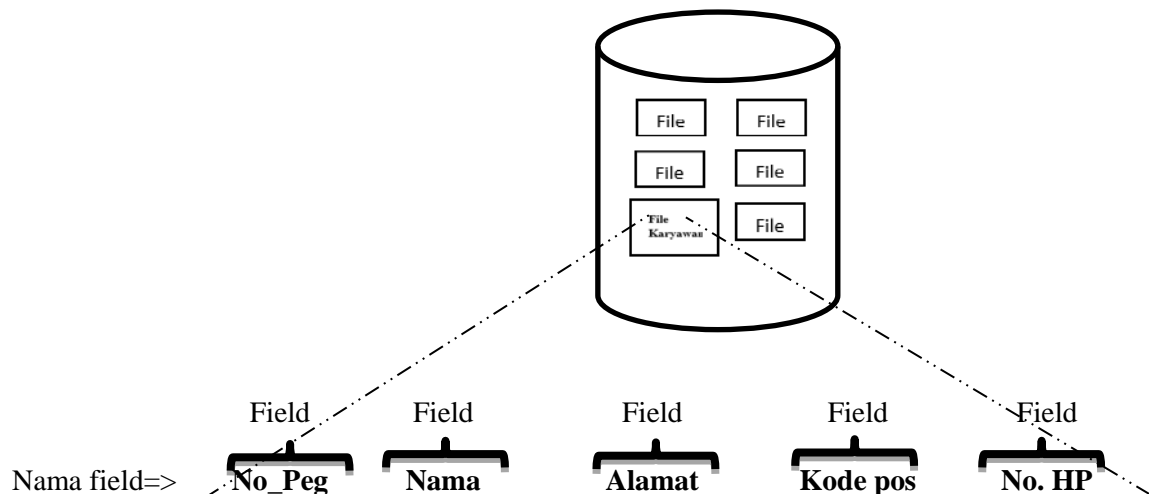 File File
File File
File
Karyawan
File
Field Field Field Field Field
Nama field=> No_Peg Nama Alamat Kode pos No. HP